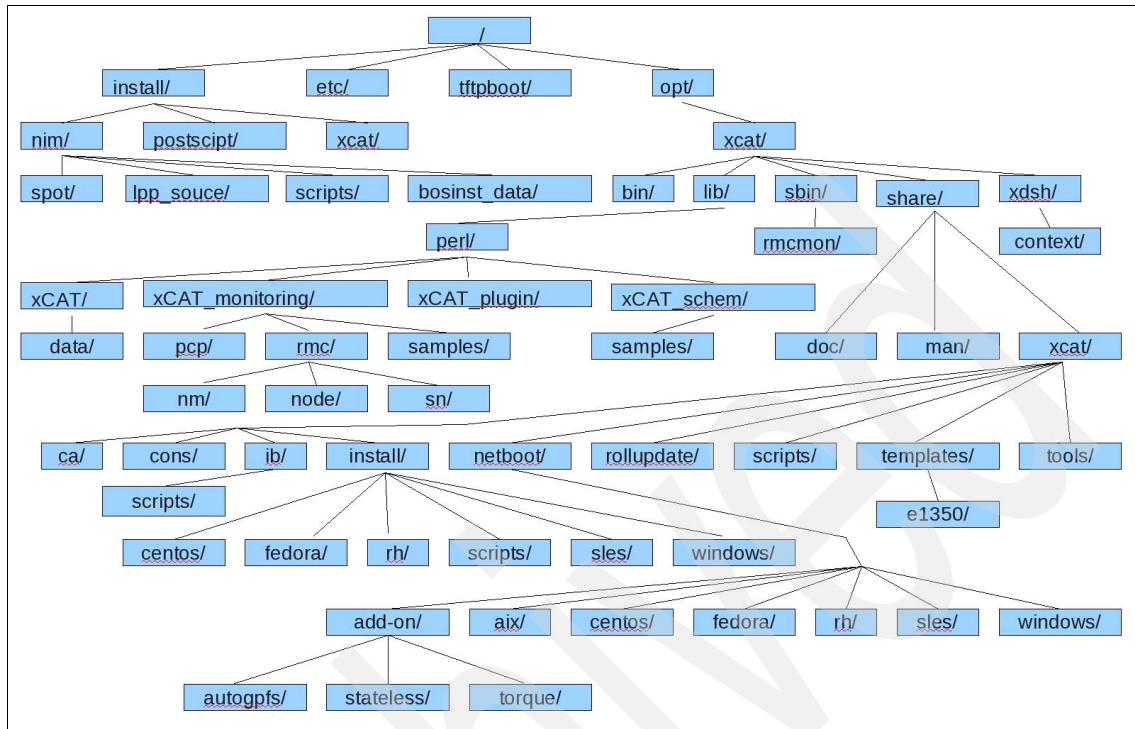 /
install/ etc/ tftpboot/ opt/
nim/ postscipt/ xcat/ xcat/
spot/ lpp_souce/ scripts/ bosinst_data/ bin/ lib/ sbin/ share/ xdsh/
perl/ rmcmon/ context/
xCAT/ xCAT_monitoring/ xCAT_plugin/ xCAT_schem/
data/ pcp/ rmc/ samples/ samples/ doc/ man/ xcat/
nm/ node/ sn/
ca/ cons/ ib/ install/ netboot/ rollupdate/ scripts/ templates/ tools/
scripts/ e1350/
centos/ fedora/ rh/ scripts/ sles/ windows/
add-on/ aix/ centos/ fedora/ rh/ sles/ windows/
autogpfs/ stateless/ torque/